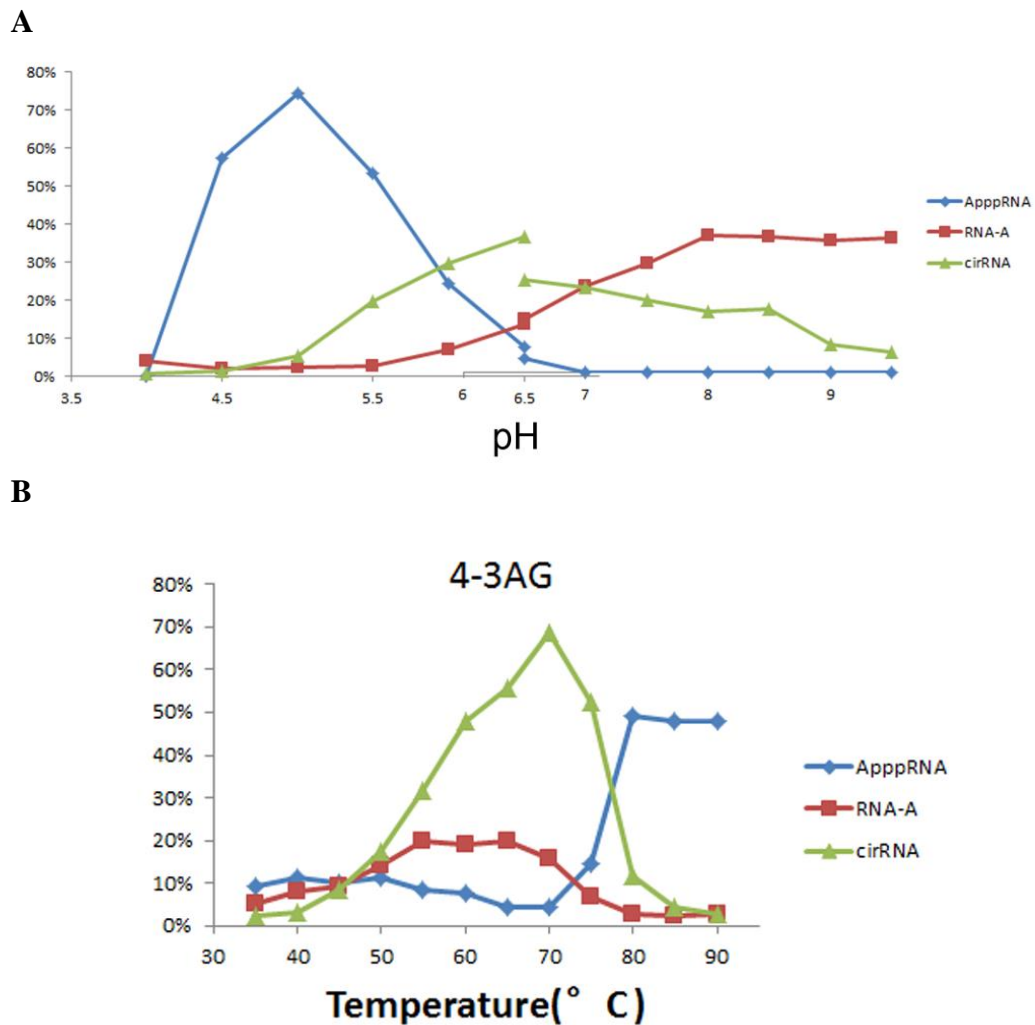 A
80%
70%
60%
50%
40%
30%
20%
10%
0%
3.5 4.5 5.5 6 6.5 7 8 9
pH
ApppRNA
RNA-A
cirRNA
B
4-3AG
80%
70%
60%
50%
40%
30%
20%
10%
0%
30 40 50 60 70 80 90
Temperature(° C)
ApppRNA
RNA-A
cirRNA